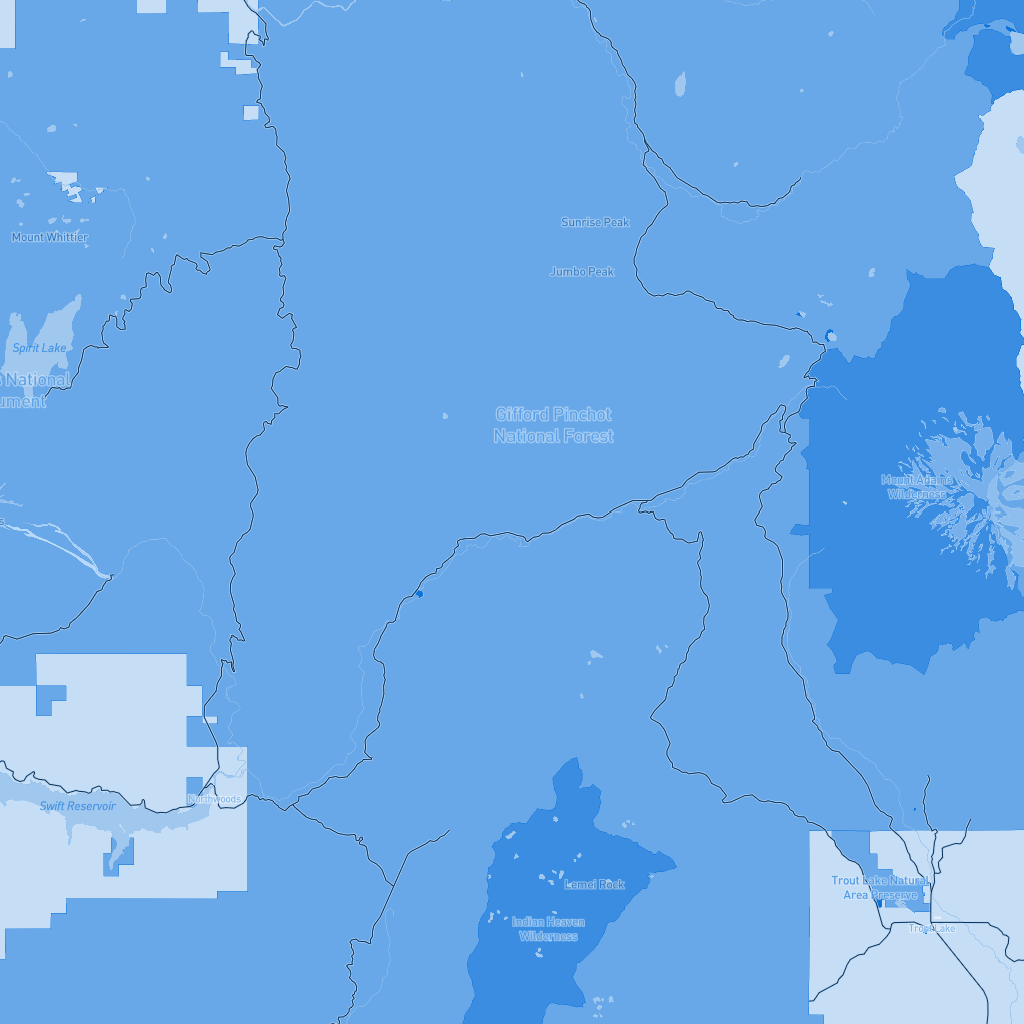 Sunrise Peak
Mount Whittier
Jumbo Peak
Spirit Lake
National
Gifford Pinchot
National Forest
Mount Adams
Wilderness
Swift Reservoir
Northwoods
Lemei Rock
Trout Lake Natural
Area Preserve
Indian Heaven
Wilderness
Trout Lake